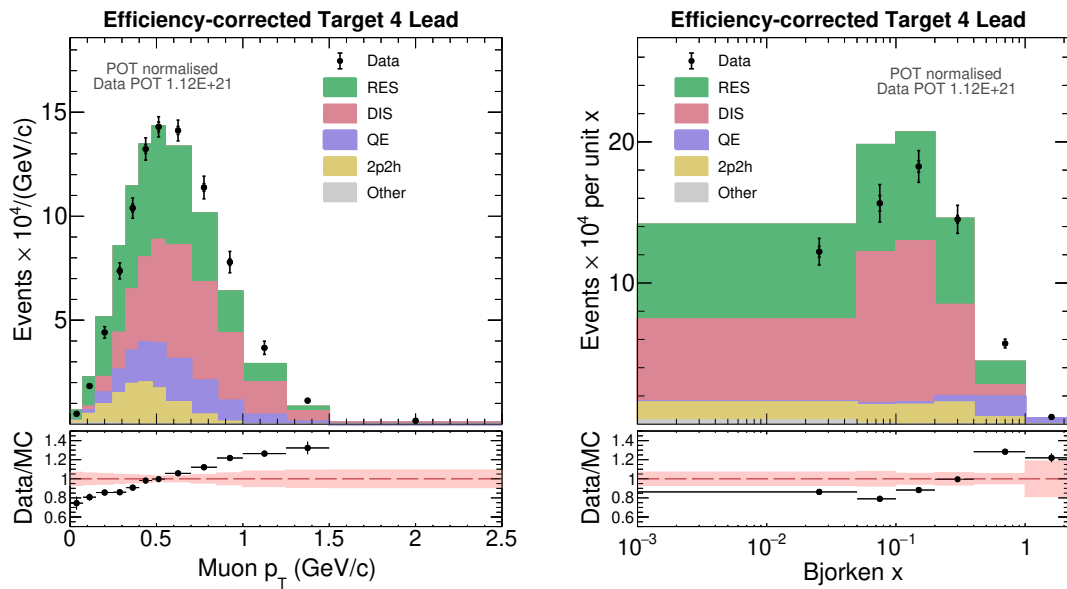 Efficiency-corrected Target 4 Lead
POT normalised
Data POT 1.12E+21
Data
RES
DIS
QE
2p2h
Other
Events × 10⁴/(GeV/c)
15
10
5
Data/MC
1.4
1.2
1
0.8
0.6
0 0.5 1 1.5 2 2.5
Muon p_T (GeV/c)
Efficiency-corrected Target 4 Lead
Data
RES
DIS
QE
2p2h
Other
POT normalised
Data POT 1.12E+21
Events × 10⁴ per unit x
20
10
Data/MC
1.4
1.2
1
0.8
0.6
10⁻³ 10⁻² 10⁻¹ 1
Bjorken x